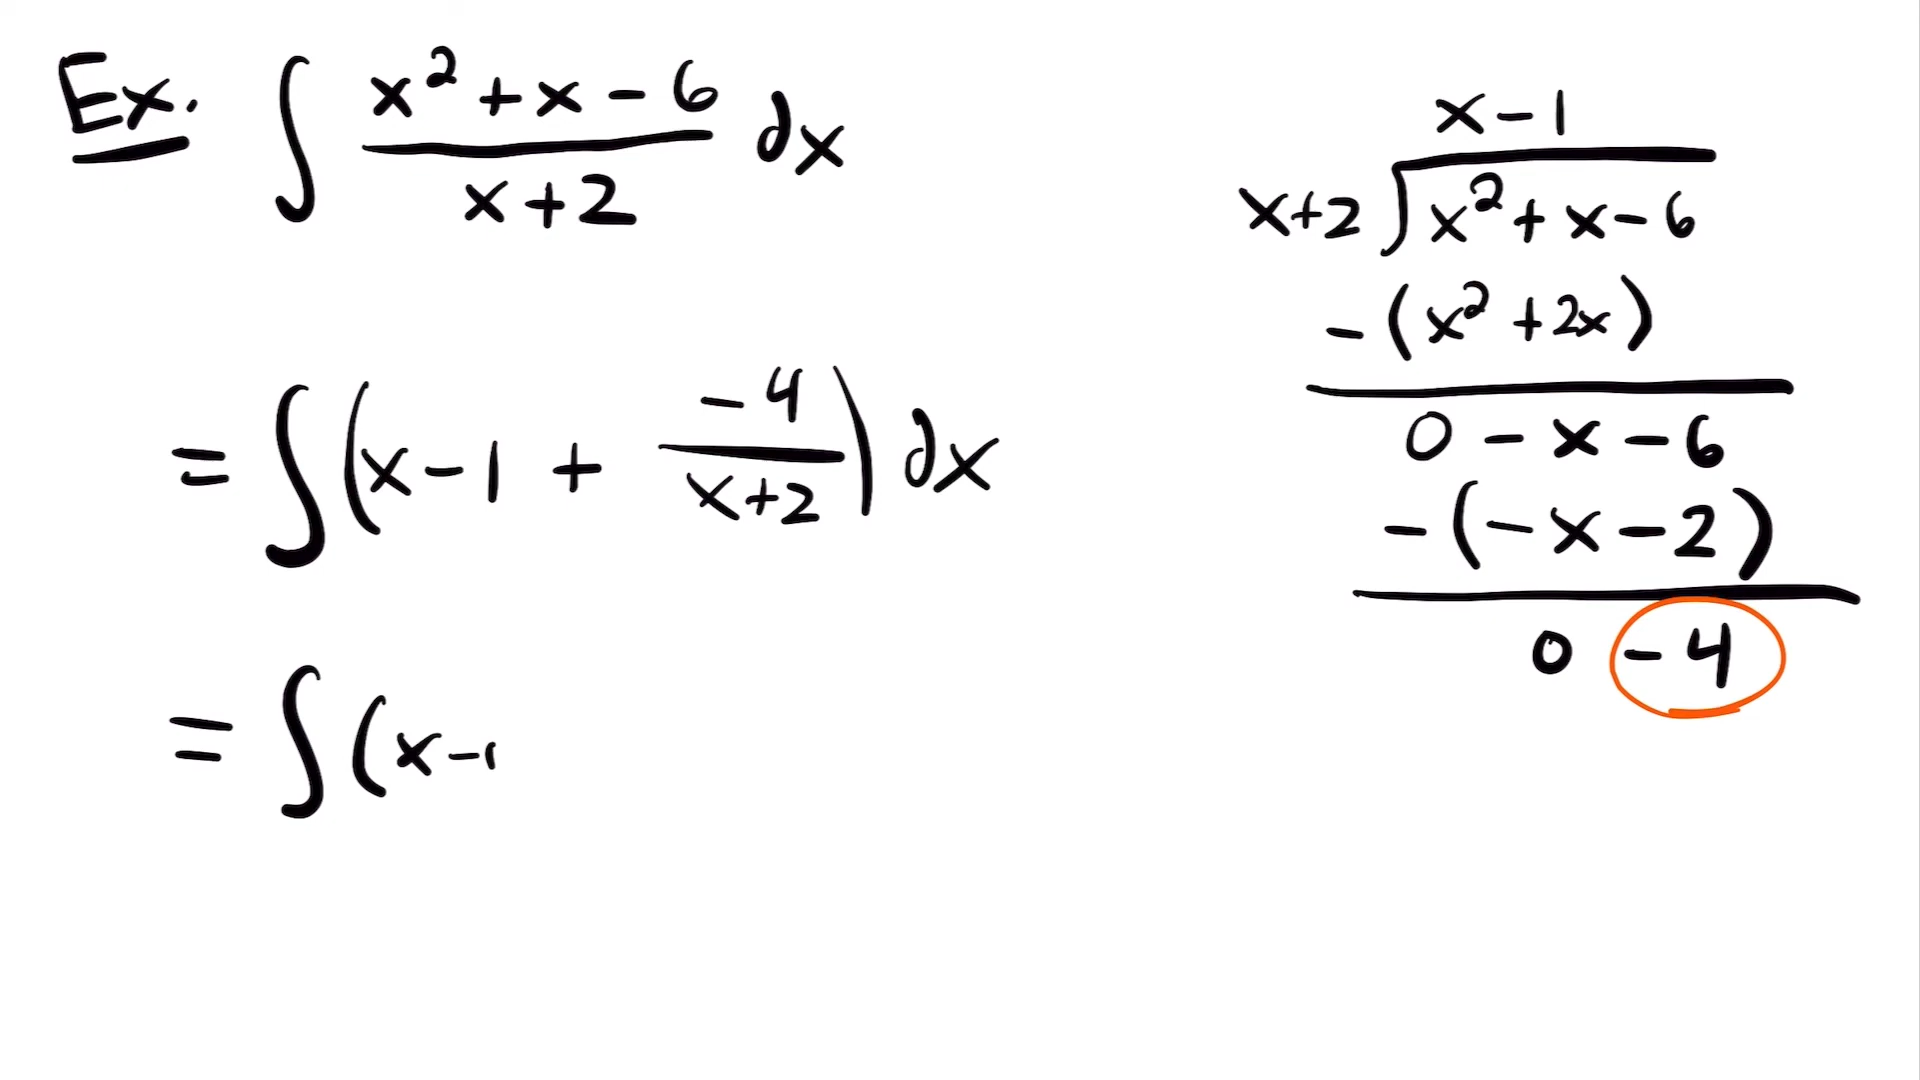 Ex. ∫ (x² + x - 6)/(x+2) dx
= ∫(x - 1 + (-4)/(x+2)) dx
= ∫(x-1
x - 1
x+2 ) x² + x - 6
- (x² + 2x)
0 - x - 6
- (-x - 2)
0 - 4